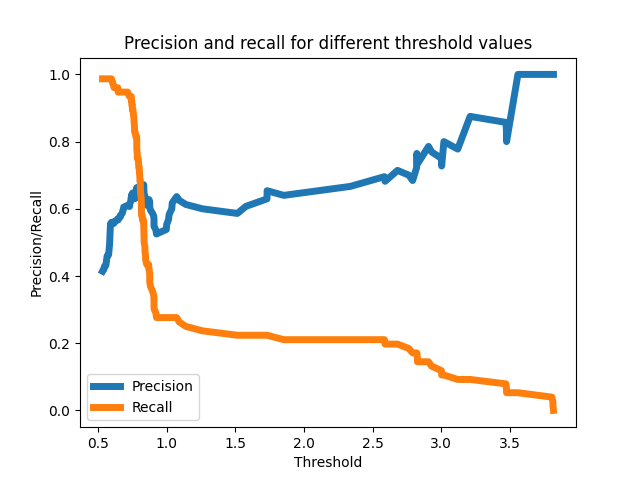 Precision and recall for different threshold values
Precision/Recall
1.0
0.8
0.6
0.4
0.2
0.0
Precision
Recall
0.5 1.0 1.5 2.0 2.5 3.0 3.5
Threshold